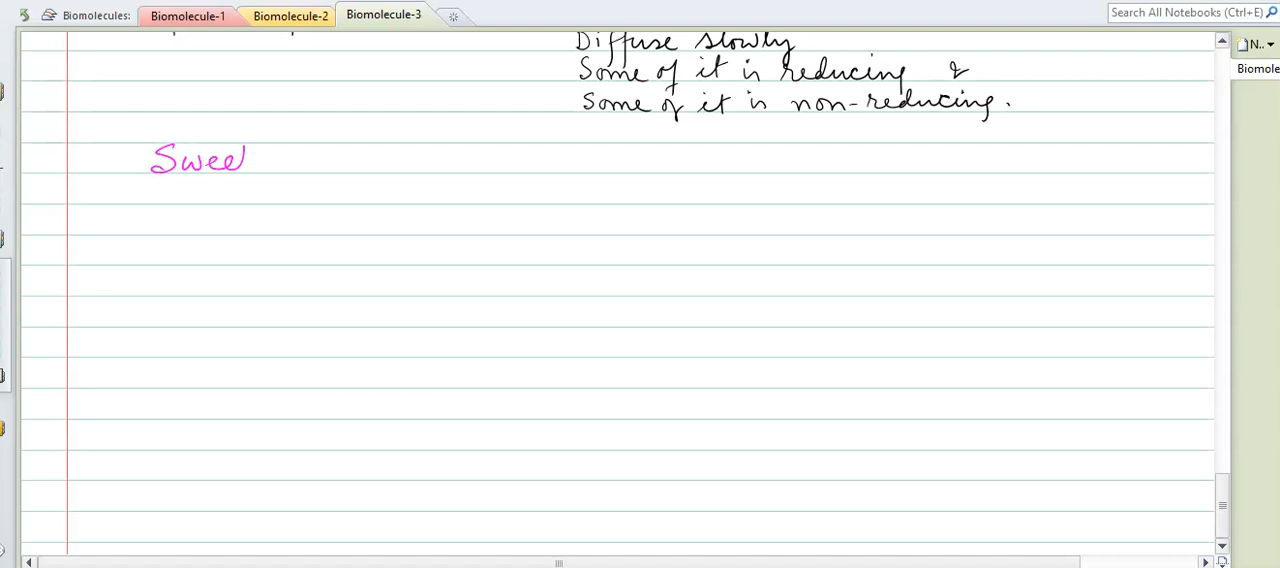 Biomolecules: Biomolecule-1 Biomolecule-2 Biomolecule-3 Search All Notebooks (Ctrl+E)
N..
Diffuse slowly
Biomole
Some of it is reducing &
Some of it is non-reducing.
Swee